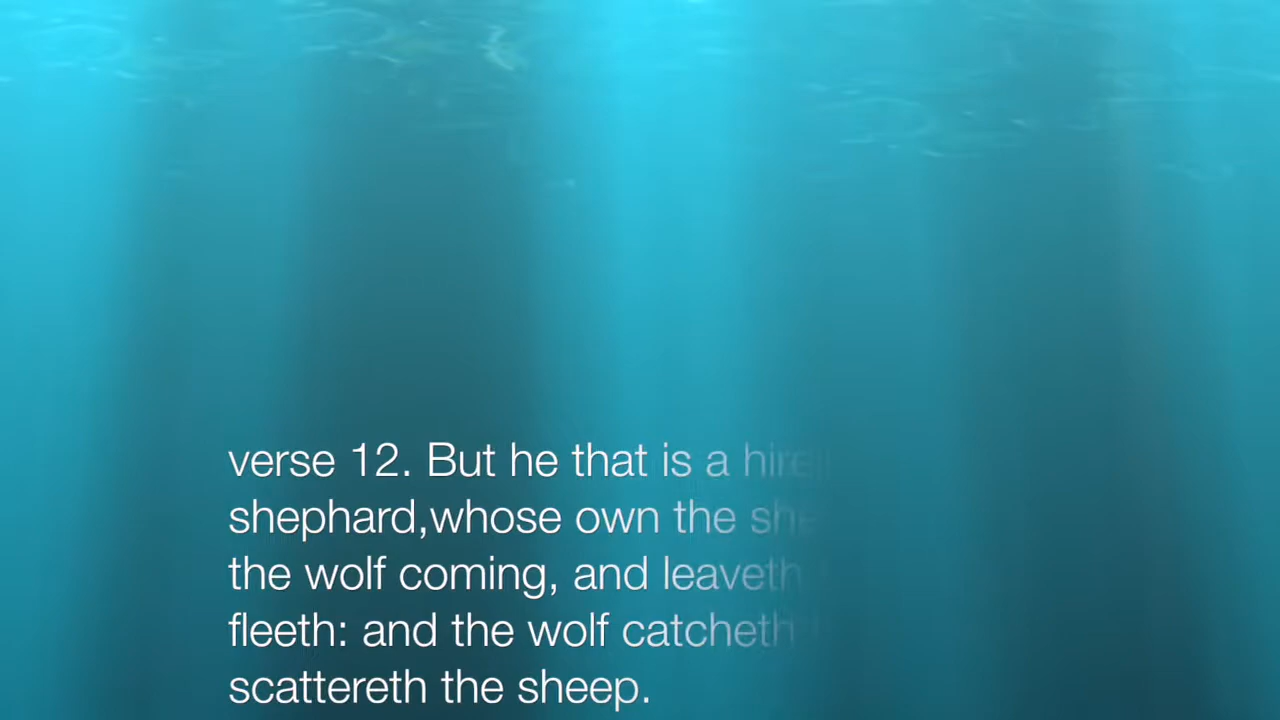 verse 12. But he that is a
shephard,whose own the
the wolf coming, and leaveth
fleeth: and the wolf catcheth
scattereth the sheep.